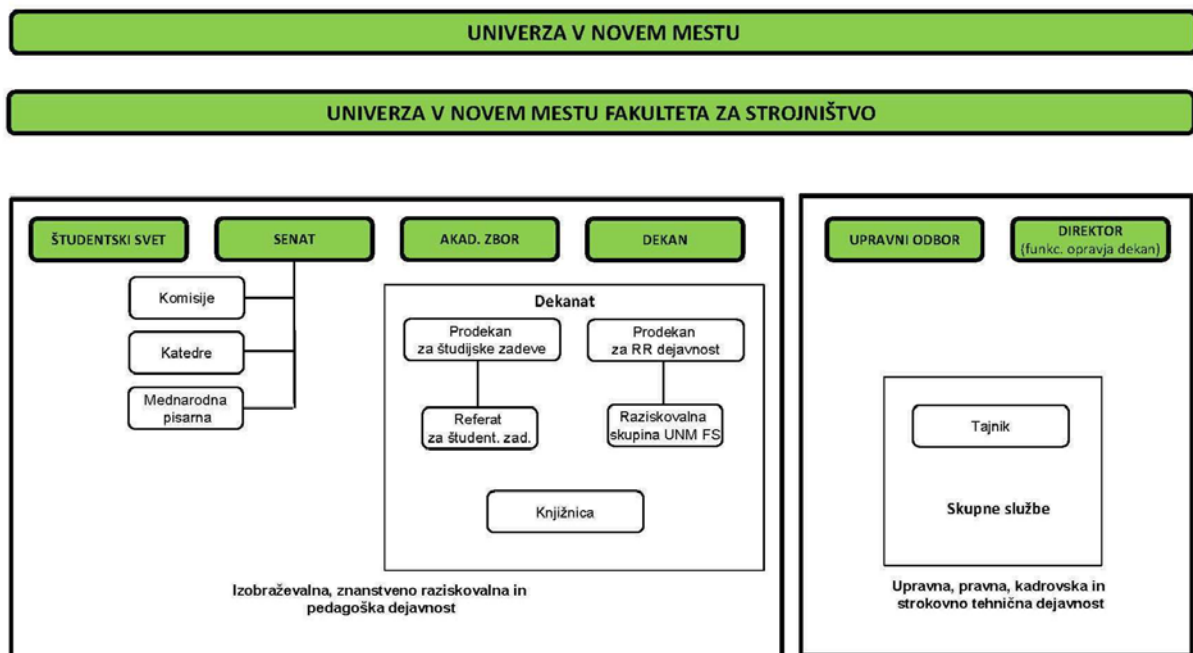 UNIVERZA V NOVEM MESTU
UNIVERZA V NOVEM MESTU FAKULTETA ZA STROJNIŠTVO
ŠTUDENTSKI SVET
SENAT
AKAD. ZBOR
DEKAN
Komisije
Katedre
Mednarodna
pisarna
Dekanat
Prodekan
za študijske zadeve
Prodekan
za RR dejavnost
Referat
za študent. zad.
Raziskovalna
skupina UNM FS
Knjižnica
Izobraževalna, znanstveno raziskovalna in
pedagoška dejavnost
UPRAVNI ODBOR
DIREKTOR
(funkc. opravja dekan)
Tajnik
Skupne službe
Upravna, pravna, kadrovska in
strokovno tehnična dejavnost